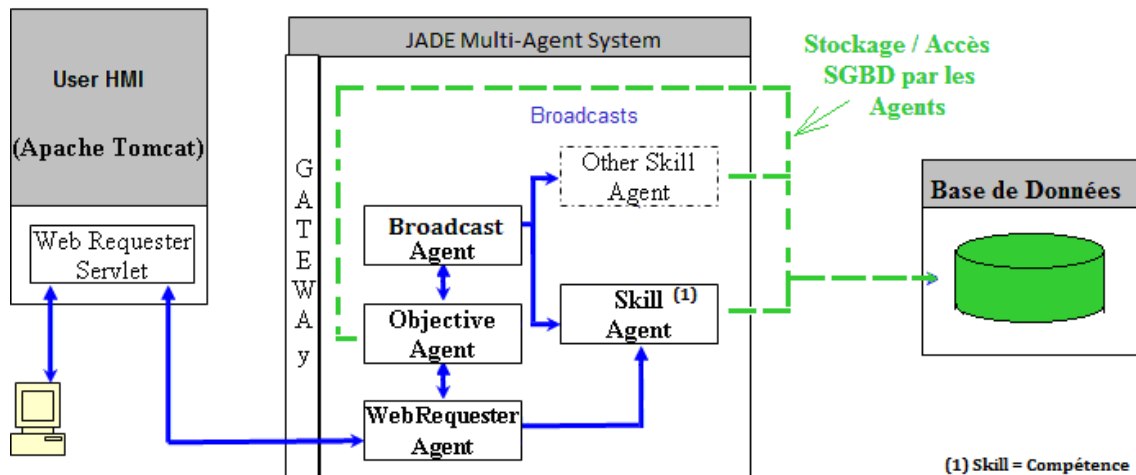 User HMI
(Apache Tomcat)
Web Requester
Servlet
JADE Multi-Agent System
G
A
T
E
W
A
y
Broadcasts
Other Skill
Agent
Broadcast
Agent
Skill (1)
Agent
Objective
Agent
WebRequester
Agent
Stockage / Accès
SGBD par les
Agents
Base de Données
(1) Skill = Compétence